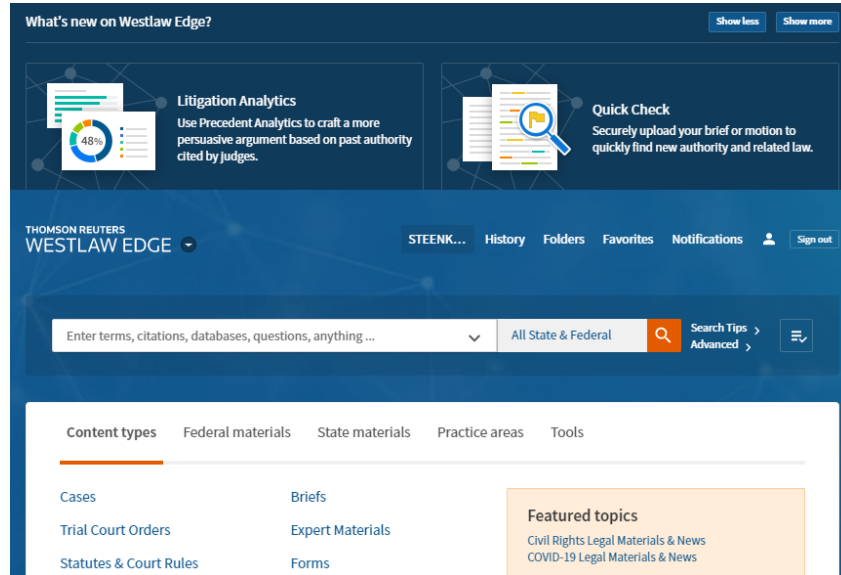 What's new on Westlaw Edge?
Show less
Show more
Litigation Analytics
Use Precedent Analytics to craft a more
persuasive argument based on past authority
cited by judges.
48%
Quick Check
Securely upload your brief or motion to
quickly find new authority and related law.
THOMSON REUTERS
WESTLAW EDGE
STEENK...
History
Folders
Favorites
Notifications
Sign out
Enter terms, citations, databases, questions, anything ...
All State & Federal
Search Tips
Advanced
Content types
Federal materials
State materials
Practice areas
Tools
Cases
Briefs
Trial Court Orders
Expert Materials
Statutes & Court Rules
Forms
Featured topics
Civil Rights Legal Materials & News
COVID-19 Legal Materials & News